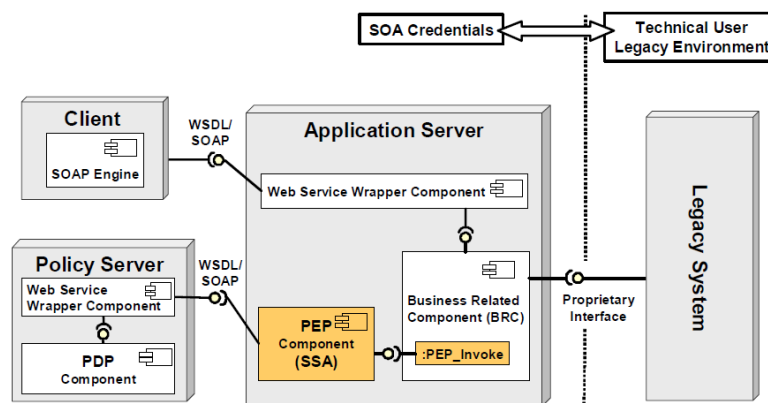 SOA Credentials
Technical User
Legacy Environment
Client
SOAP Engine
WSDL/
SOAP
Application Server
Web Service Wrapper Component
Legacy System
Policy Server
Web Service
Wrapper Component
PDP
Component
WSDL/
SOAP
PEP
Component
(SSA)
Business Related
Component (BRC)
:PEP_Invoke
Proprietary
Interface